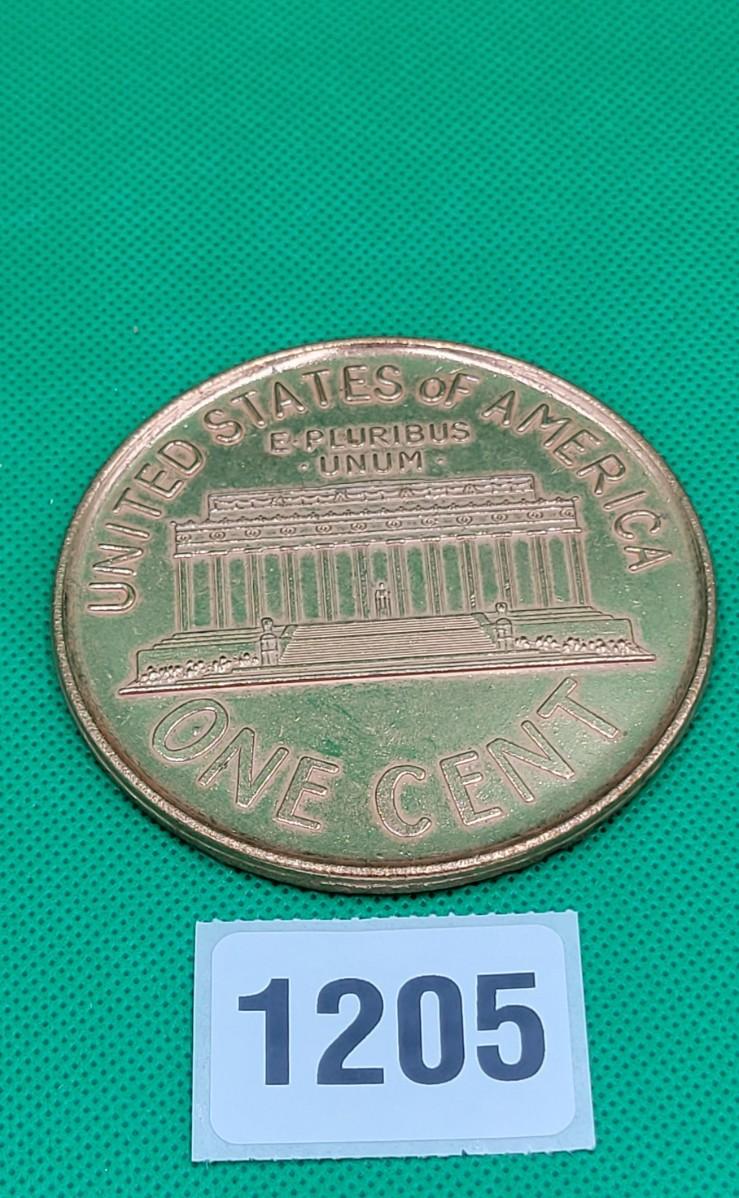 UNITED STATES OF AMERICA
E·PLURIBUS
·UNUM·
ONE CENT
1205